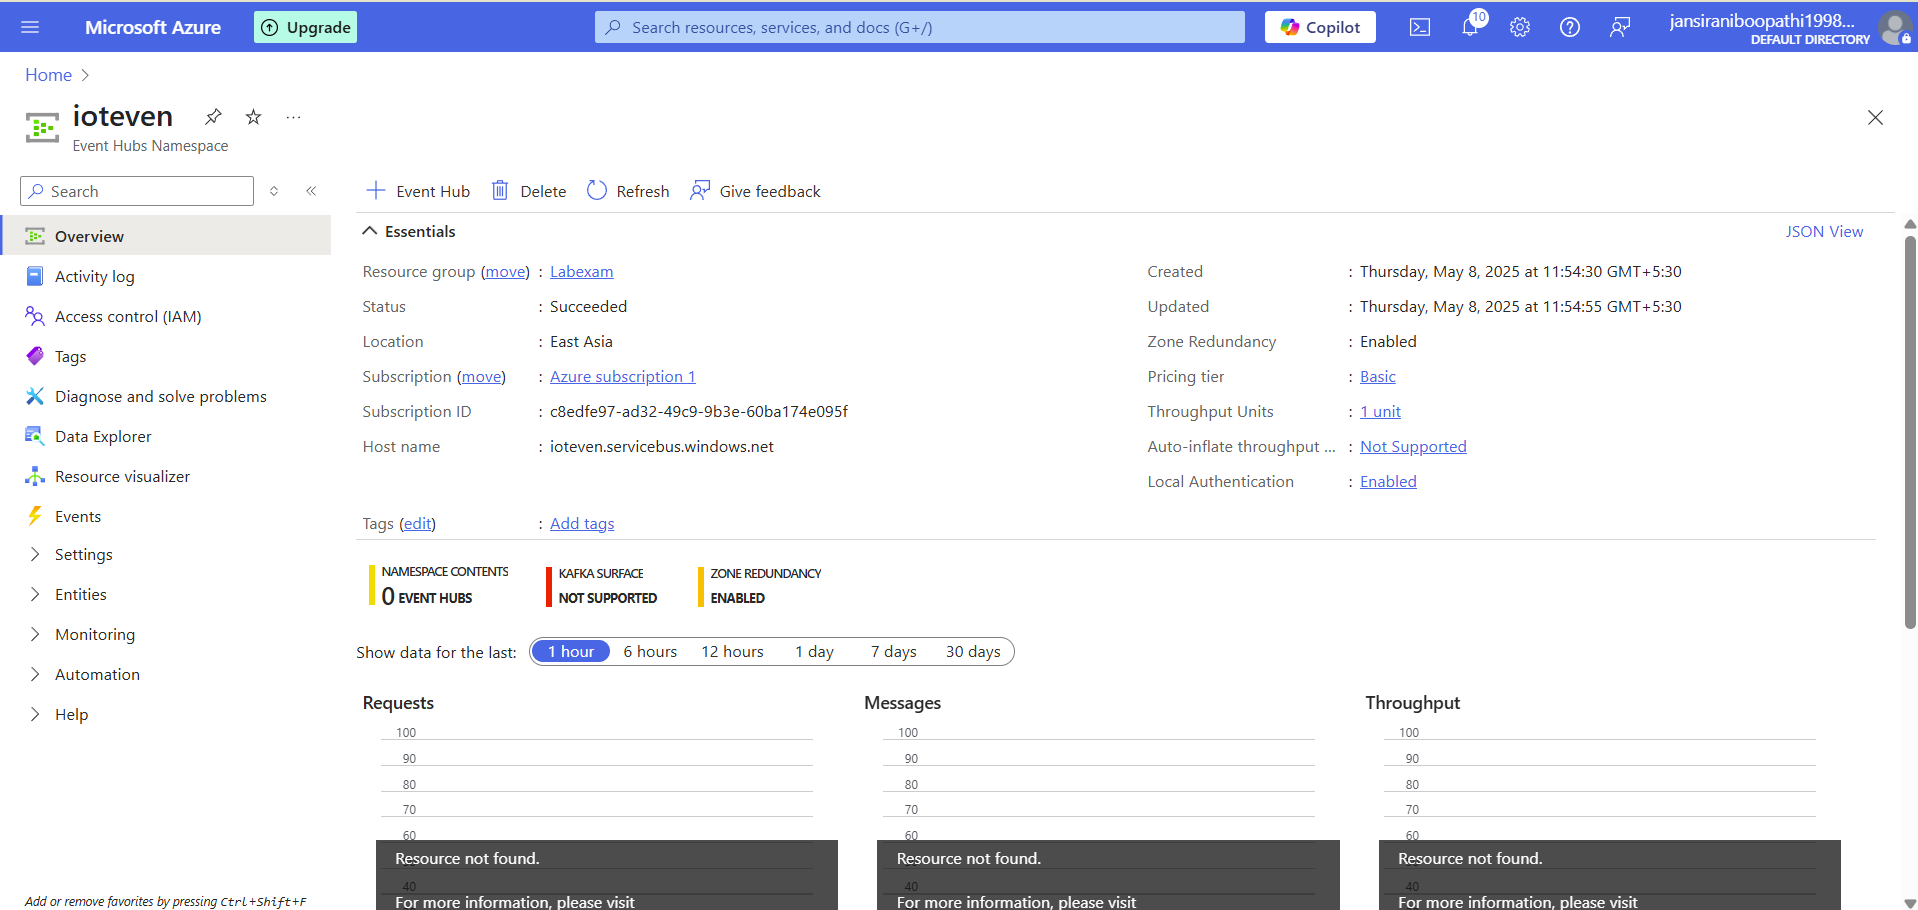 Microsoft Azure
Upgrade
Search resources, services, and docs (G+/)
Copilot
10
jansiraniboopathi1998...
DEFAULT DIRECTORY
Home
ioteven
Event Hubs Namespace
Search
Overview
Activity log
Access control (IAM)
Tags
Diagnose and solve problems
Data Explorer
Resource visualizer
Events
Settings
Entities
Monitoring
Automation
Help
Add or remove favorites by pressing Ctrl+Shift+F
Event Hub
Delete
Refresh
Give feedback
Essentials
JSON View
Resource group (move) : Labexam
Status : Succeeded
Location : East Asia
Subscription (move) : Azure subscription 1
Subscription ID : c8edfe97-ad32-49c9-9b3e-60ba174e095f
Host name : ioteven.servicebus.windows.net
Created : Thursday, May 8, 2025 at 11:54:30 GMT+5:30
Updated : Thursday, May 8, 2025 at 11:54:55 GMT+5:30
Zone Redundancy : Enabled
Pricing tier : Basic
Throughput Units : 1 unit
Auto-inflate throughput ... : Not Supported
Local Authentication : Enabled
Tags (edit) : Add tags
NAMESPACE CONTENTS
0 EVENT HUBS
KAFKA SURFACE
NOT SUPPORTED
ZONE REDUNDANCY
ENABLED
Show data for the last: 1 hour 6 hours 12 hours 1 day 7 days 30 days
Requests
100
90
80
70
60
Resource not found.
40
For more information, please visit
Messages
100
90
80
70
60
Resource not found.
40
For more information, please visit
Throughput
100
90
80
70
60
Resource not found.
40
For more information, please visit